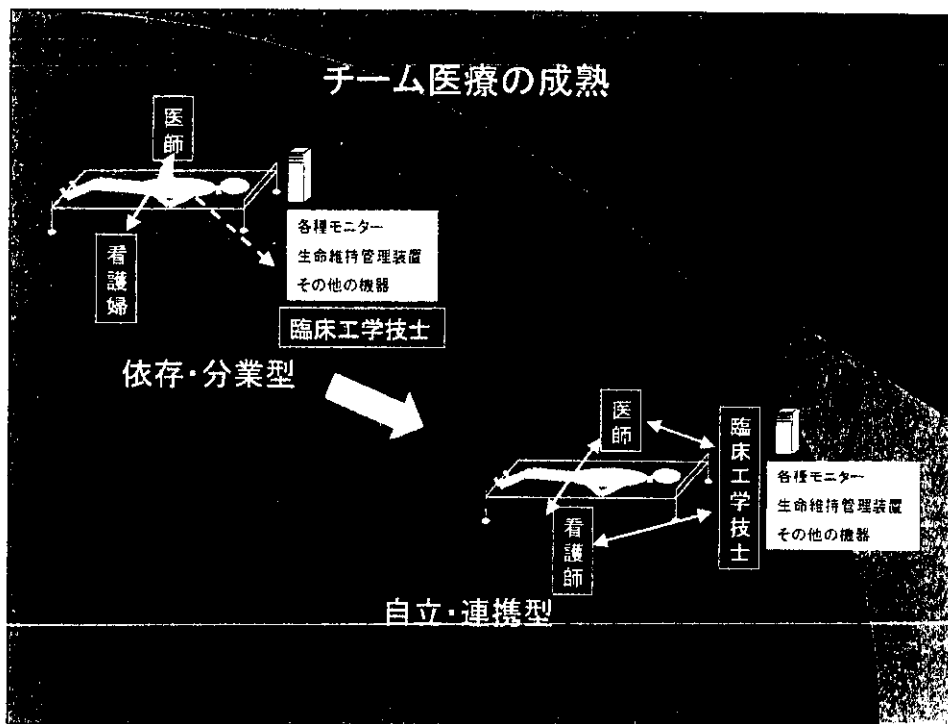 チーム医療の成熟
医師
看護婦
各種モニター
生命維持管理装置
その他の機器
臨床工学技士
依存・分業型
医師
看護師
臨床工学技士
各種モニター
生命維持管理装置
その他の機器
自立・連携型